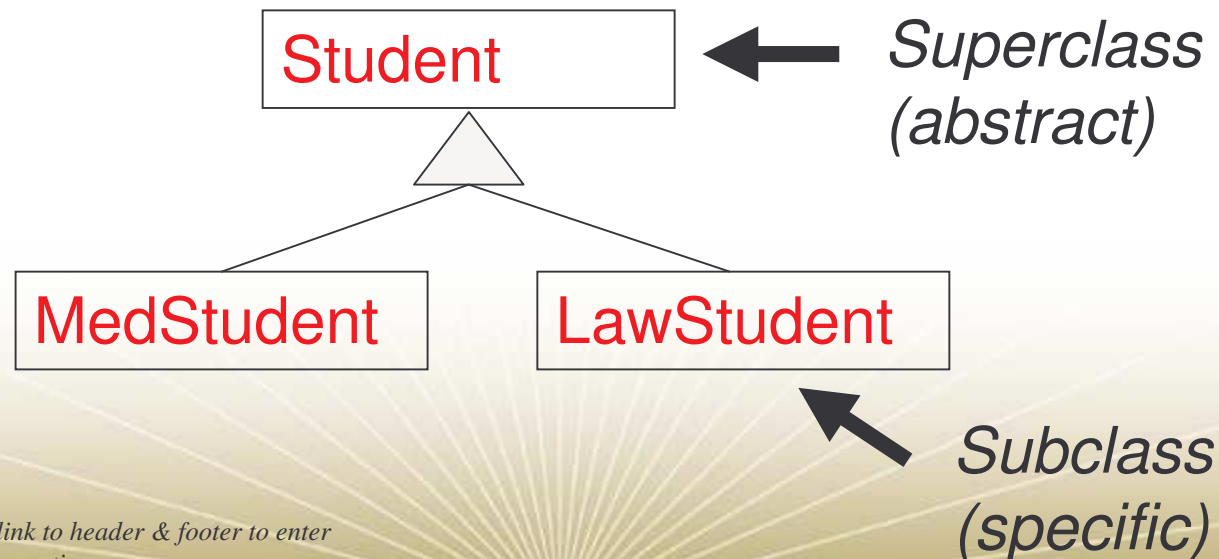 Student
Superclass
(abstract)
MedStudent
LawStudent
Subclass
(specific)
link to header & footer to enter